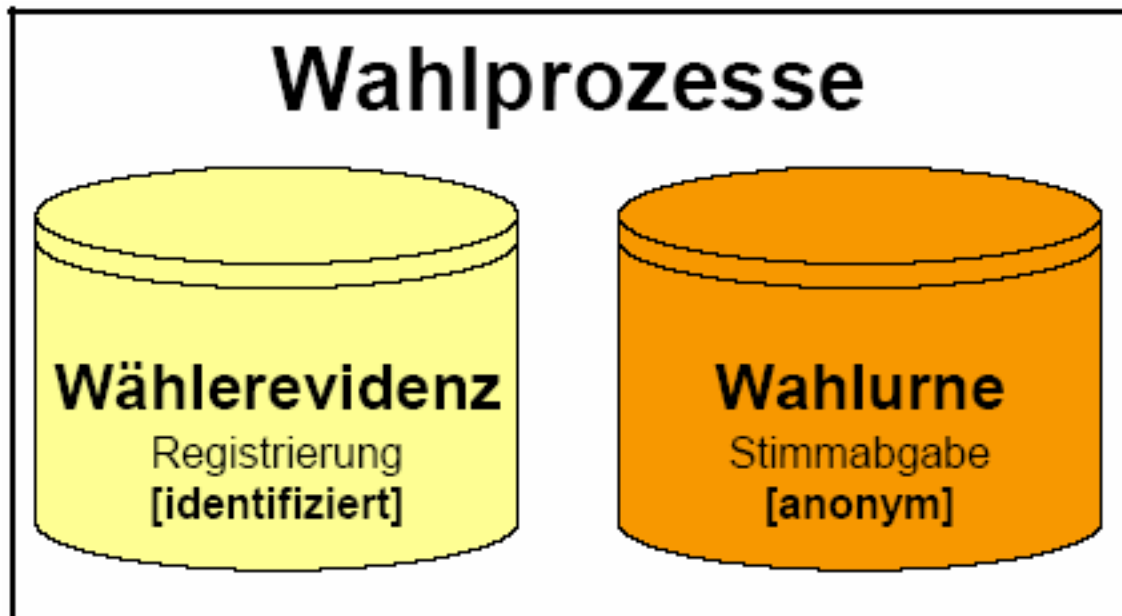 Wahlprozesse
Wählerevidenz
Registrierung
[identifiziert]
Wahlurne
Stimmabgabe
[anonym]